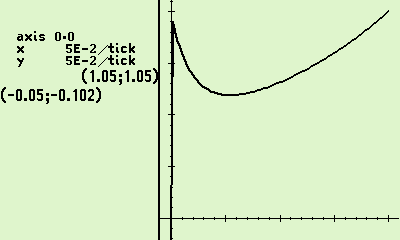 axis 0·0
x 5E-2/tick
y 5E-2/tick
(1.05;1.05)
(-0.05;-0.102)